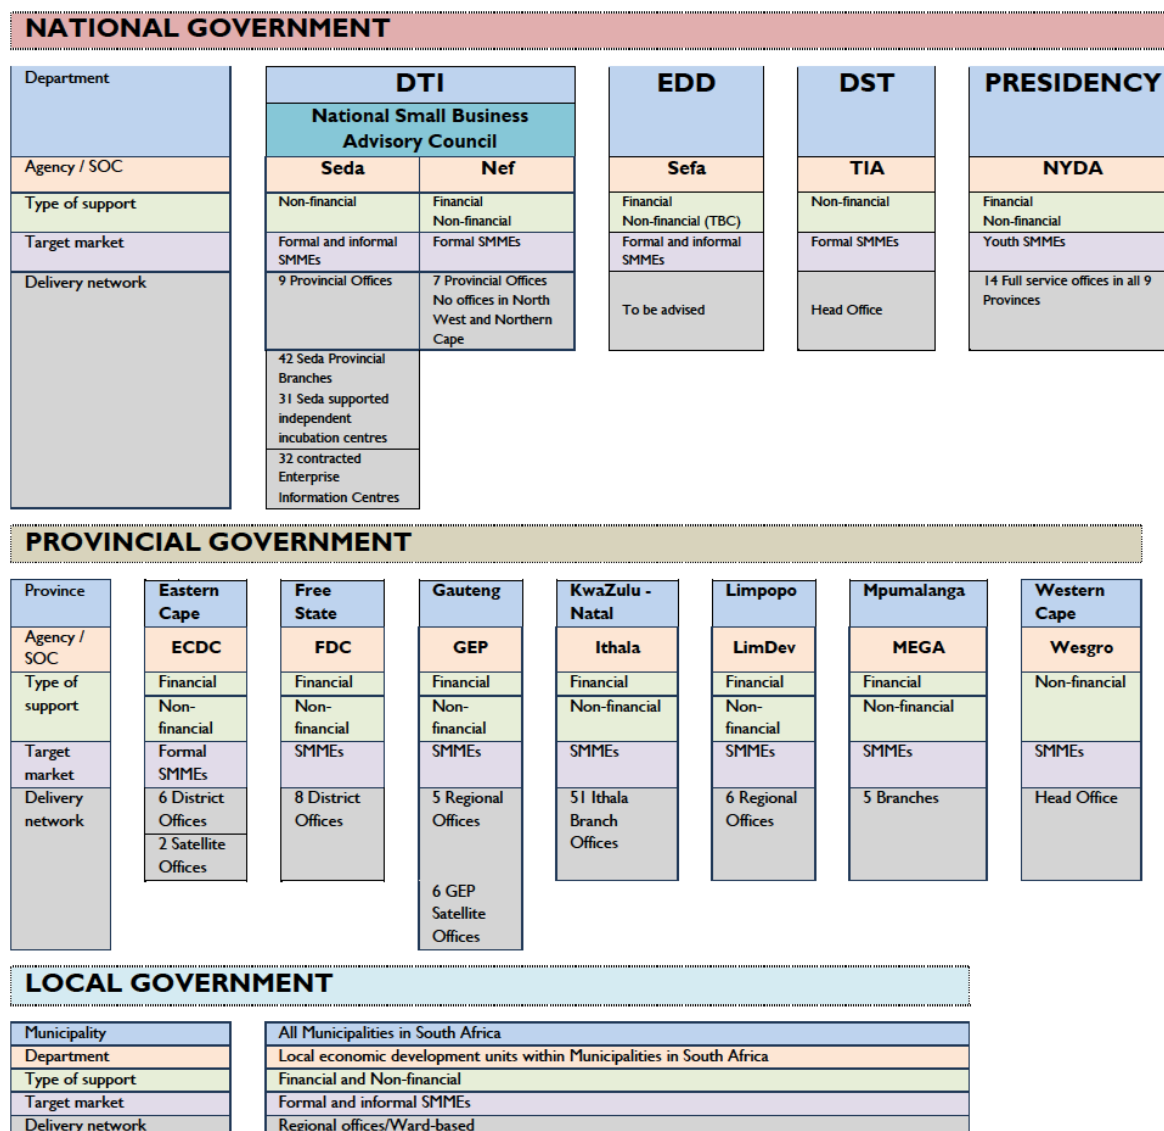 NATIONAL GOVERNMENT
Department
DTI
EDD
DST
PRESIDENCY
National Small Business
Advisory Council
Agency / SOC
Seda
Nef
Sefa
TIA
NYDA
Type of support
Non-financial
Financial
Non-financial
Financial
Non-financial (TBC)
Non-financial
Financial
Non-financial
Target market
Formal and informal
SMMEs
Formal SMMEs
Formal and informal
SMMEs
Formal SMMEs
Youth SMMEs
Delivery network
9 Provincial Offices
7 Provincial Offices
No offices in North
West and Northern
Cape
To be advised
Head Office
14 Full service offices in all 9
Provinces
42 Seda Provincial
Branches
31 Seda supported
independent
incubation centres
32 contracted
Enterprise
Information Centres
PROVINCIAL GOVERNMENT
Province
Eastern
Cape
Free
State
Gauteng
KwaZulu -
Natal
Limpopo
Mpumalanga
Western
Cape
Agency /
SOC
ECDC
FDC
GEP
Ithala
LimDev
MEGA
Wesgro
Type of
support
Financial
Non-
financial
Financial
Non-
financial
Financial
Non-
financial
Financial
Non-financial
Financial
Non-
financial
Financial
Non-financial
Non-financial
Target
market
Formal
SMMEs
SMMEs
SMMEs
SMMEs
SMMEs
SMMEs
SMMEs
Delivery
network
6 District
Offices
2 Satellite
Offices
8 District
Offices
5 Regional
Offices
6 GEP
Satellite
Offices
51 Ithala
Branch
Offices
6 Regional
Offices
5 Branches
Head Office
LOCAL GOVERNMENT
Municipality
All Municipalities in South Africa
Department
Local economic development units within Municipalities in South Africa
Type of support
Financial and Non-financial
Target market
Formal and informal SMMEs
Delivery network
Regional offices/Ward-based